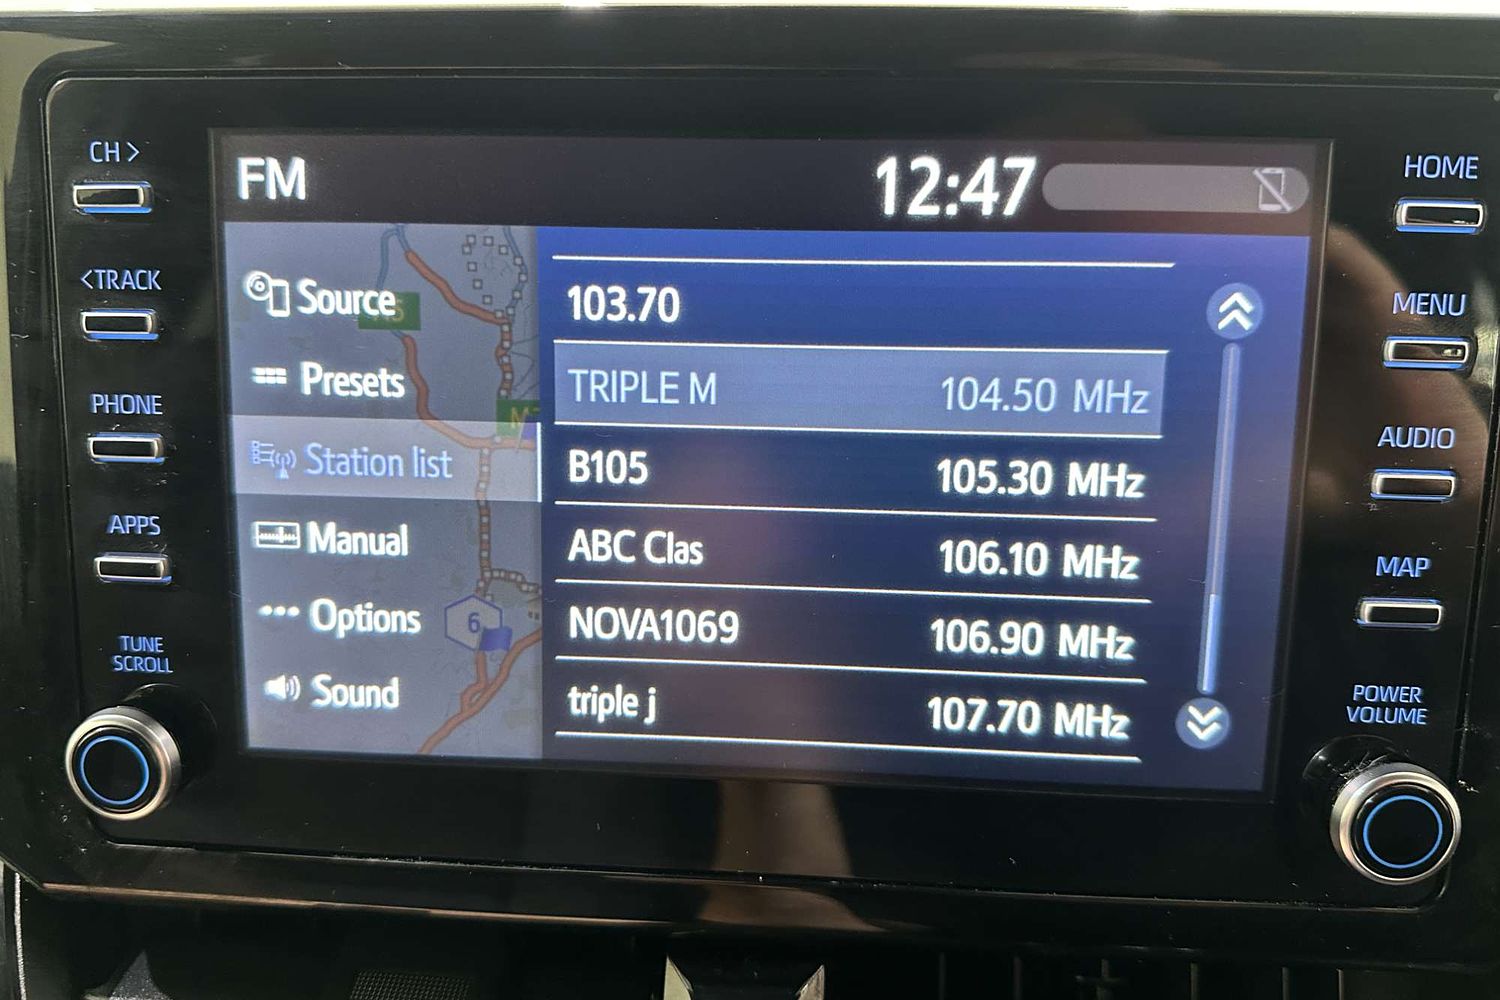 CH >
<TRACK
PHONE
APPS
TUNE
SCROLL
FM
12:47
Source
Presets
Station list
Manual
Options
Sound
6
103.70
TRIPLE M 104.50 MHz
B105 105.30 MHz
ABC Clas 106.10 MHz
NOVA1069 106.90 MHz
triple j 107.70 MHz
HOME
MENU
AUDIO
MAP
POWER
VOLUME